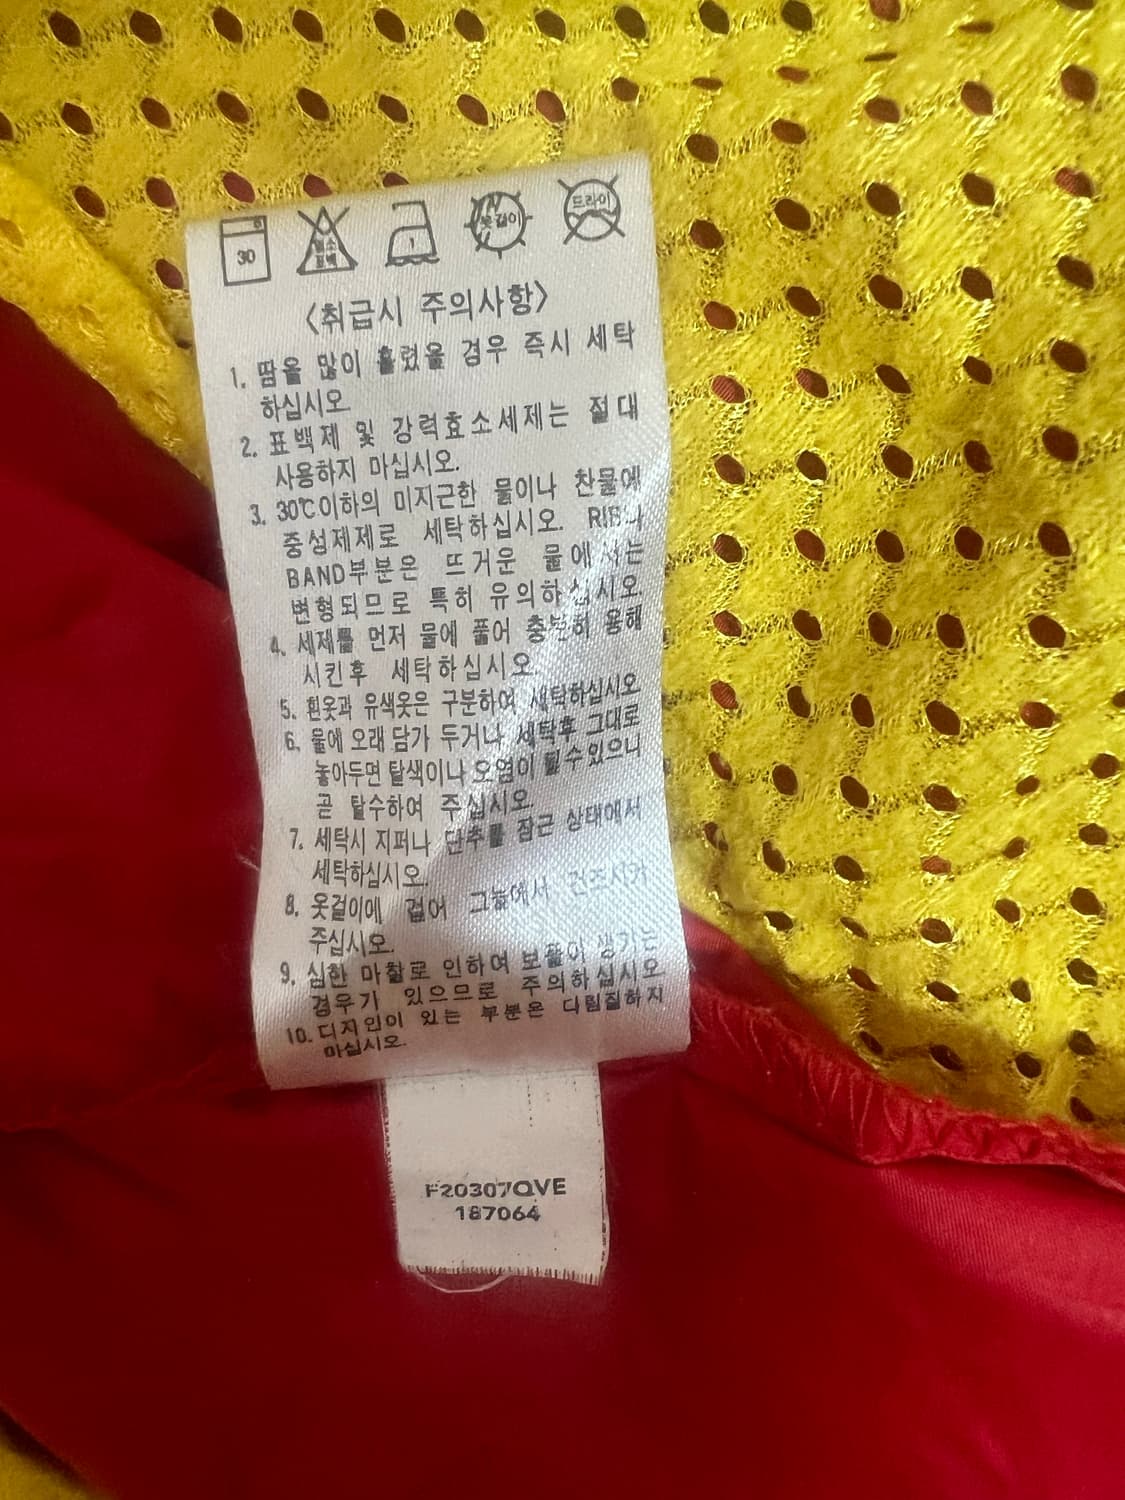 6
30
염소
표백
1
옷걸이
드라이
<취급시 주의사항>
1. 땀을 많이 흘렸을 경우 즉시 세탁
하십시오
2. 표백제 및 강력효소세제는 절대
사용하지 마십시오.
3. 30℃이하의 미지근한 물이나 찬물에
중성제제로 세탁하십시오. RIB나
BAND부분은 뜨거운 물에서는
변형되므로 특히 유의하십시오
4. 세제를 먼저 물에 풀어 충분히 용해
시킨후 세탁하십시오
5. 흰옷과 유색옷은 구분하여 세탁하십시오
6. 물에 오래 담가 두거나 세탁후 그대로
놓아두면 탈색이나 오염이 될수있으니
곧 탈수하여 주십시오.
7. 세탁시 지퍼나 단추를 잠근 상태에서
세탁하십시오.
8. 옷걸이에 걸어 그늘에서 건조시켜
주십시오.
9. 심한 마찰로 인하여 보풀이 생기는
경우가 있으므로 주의하십시오
10. 디자인이 있는 부분은 다림질하지
마십시오.
F20307QVE
187064